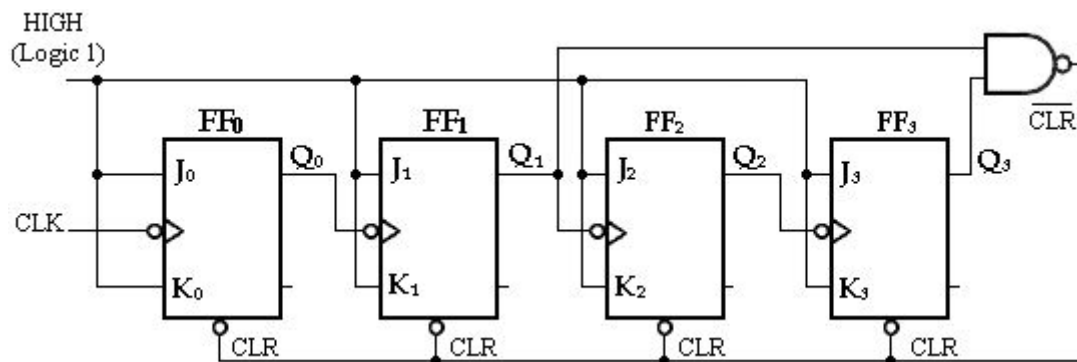 HIGH
(Logic 1)
FF₀ FF₁ FF₂ FF₃
CLR
J₀ Q₀ J₁ Q₁ J₂ Q₂ J₃ Q₃
CLK
K₀ K₁ K₂ K₃
CLR CLR CLR CLR